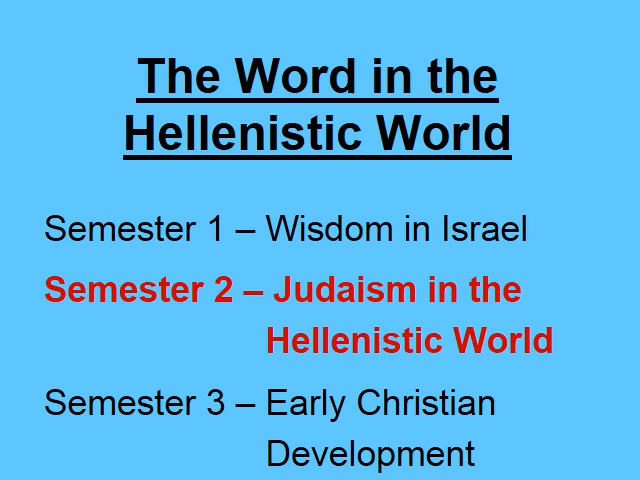 The Word in the
Hellenistic World
Semester 1 – Wisdom in Israel
Semester 2 – Judaism in the
Hellenistic World
Semester 3 – Early Christian
Development